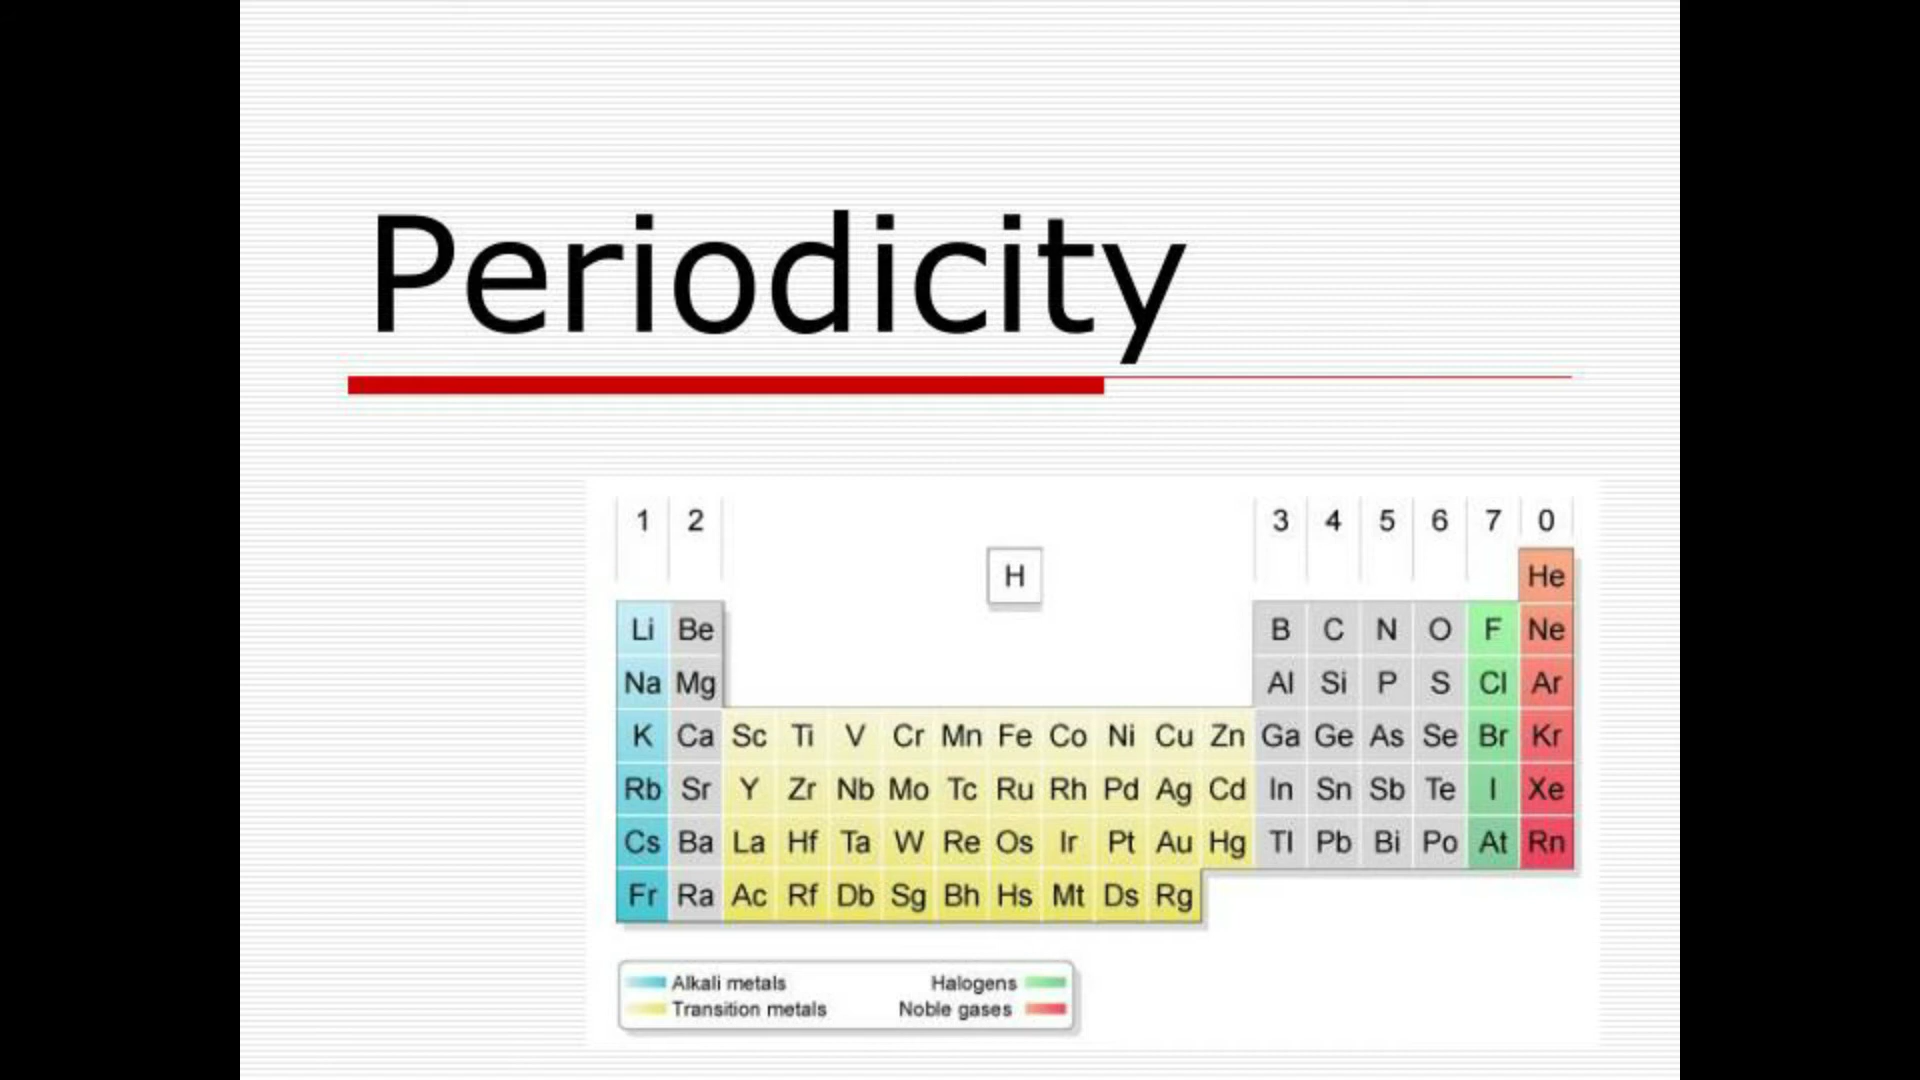 Periodicity
1 2 3 4 5 6 7 0
H He
Li Be B C N O F Ne
Na Mg Al Si P S Cl Ar
K Ca Sc Ti V Cr Mn Fe Co Ni Cu Zn Ga Ge As Se Br Kr
Rb Sr Y Zr Nb Mo Tc Ru Rh Pd Ag Cd In Sn Sb Te I Xe
Cs Ba La Hf Ta W Re Os Ir Pt Au Hg Tl Pb Bi Po At Rn
Fr Ra Ac Rf Db Sg Bh Hs Mt Ds Rg
Alkali metals Halogens
Transition metals Noble gases